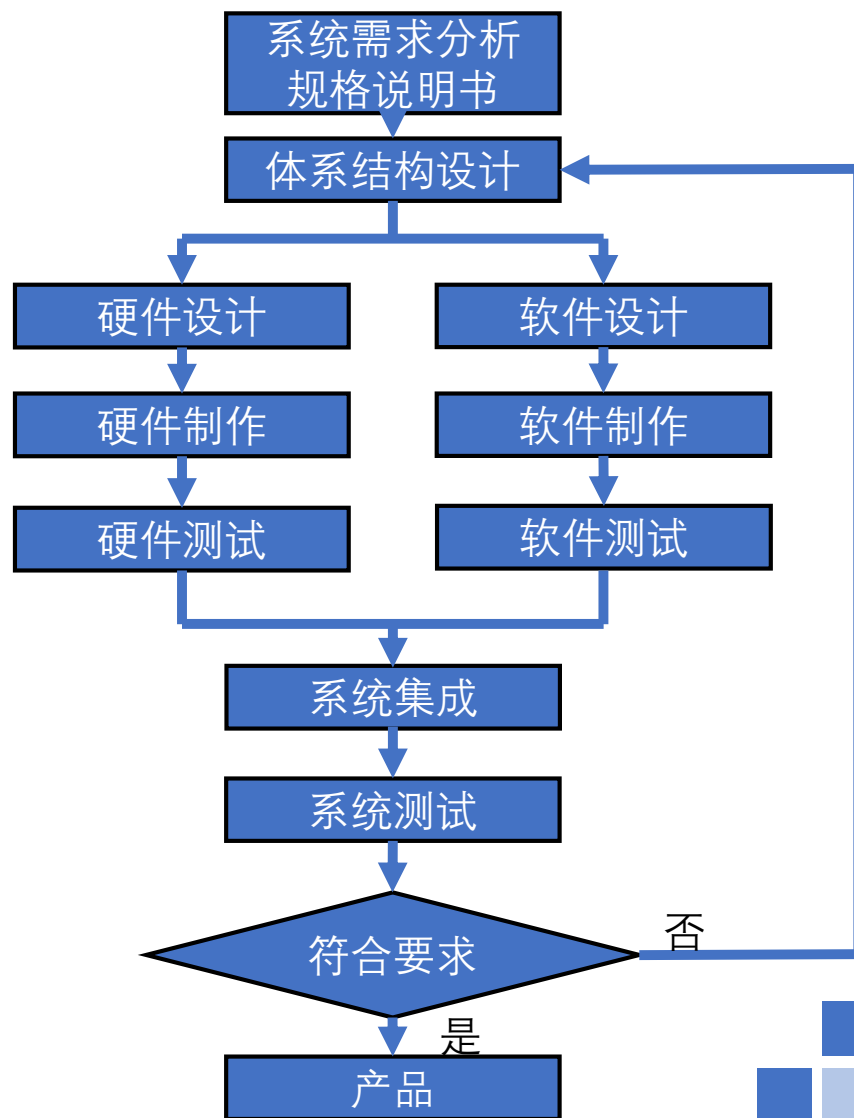 系统需求分析
规格说明书
体系结构设计
硬件设计
软件设计
硬件制作
软件制作
硬件测试
软件测试
系统集成
系统测试
符合要求
否
是
产品